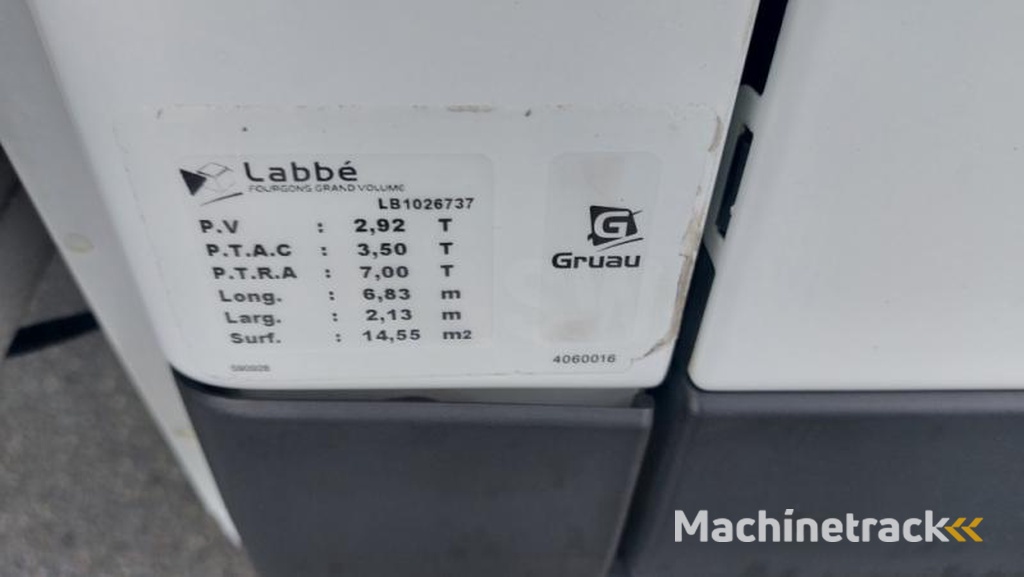 Labbé
FOURGONS GRAND VOLUME
LB1026737
P.V : 2,92 T
P.T.A.C : 3,50 T
P.T.R.A : 7,00 T
Long. : 6,83 m
Larg. : 2,13 m
Surf. : 14,55 m2
G
Gruau
4060016
Machinetrack